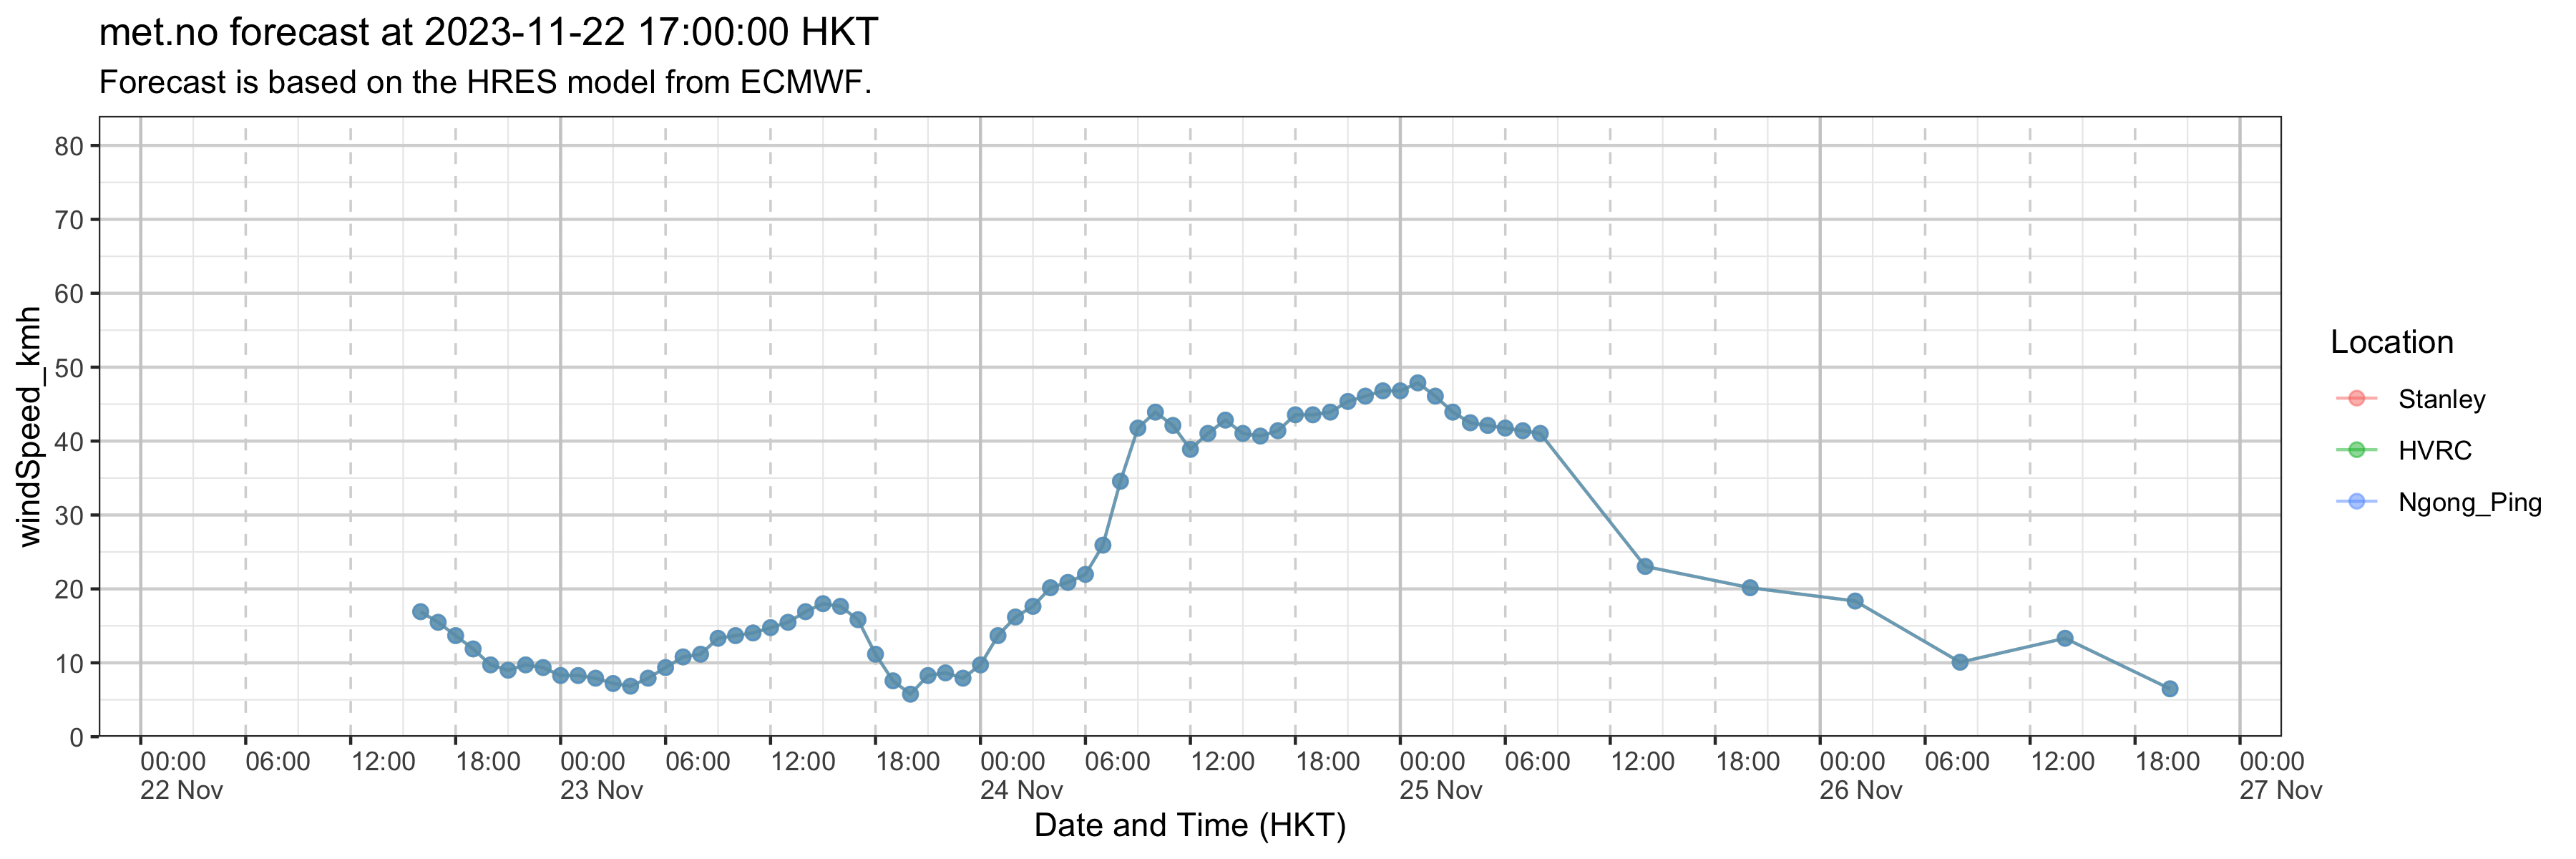 met.no forecast at 2023-11-22 17:00:00 HKT
Forecast is based on the HRES model from ECMWF.
80
70
60
50
40
30
20
10
0
windSpeed_kmh
00:00 06:00 12:00 18:00 00:00 06:00 12:00 18:00 00:00 06:00 12:00 18:00 00:00 06:00 12:00 18:00 00:00 06:00 12:00 18:00 00:00
22 Nov 23 Nov 24 Nov 25 Nov 26 Nov 27 Nov
Date and Time (HKT)
Location
Stanley
HVRC
Ngong_Ping